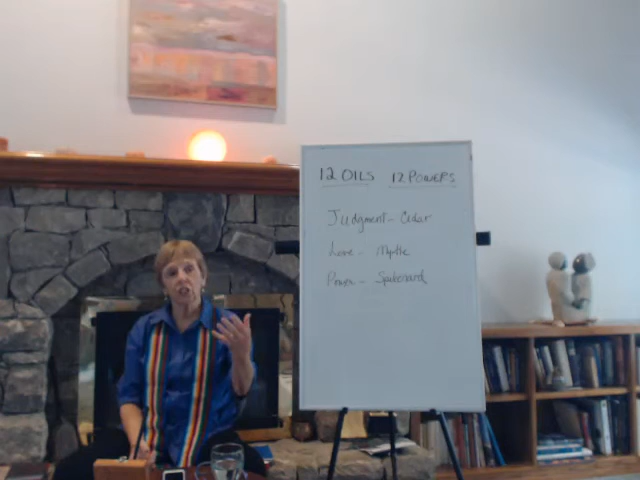 12 OILS 12 POWERS
Judgment - Cedar
Love - Myrtle
Power - Spikenard